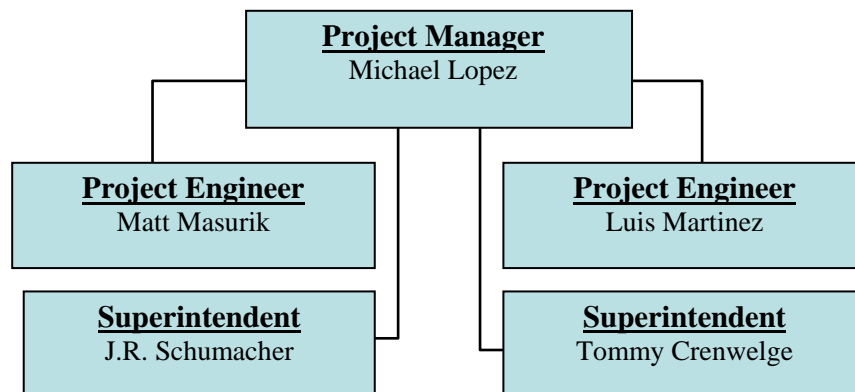 Project Manager
Michael Lopez
Project Engineer
Matt Masurik
Project Engineer
Luis Martinez
Superintendent
J.R. Schumacher
Superintendent
Tommy Crenwelge